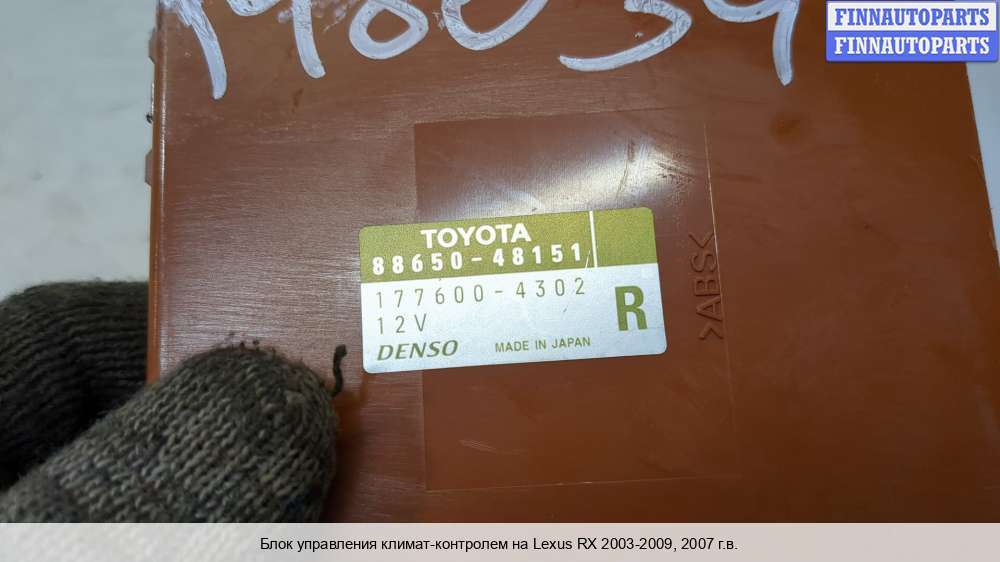 FINNAUTOPARTS
FINNAUTOPARTS
TOYOTA
88650-48151
177600-4302
12V
R
DENSO
MADE IN JAPAN
>ABS<
Блок управления климат-контролем на Lexus RX 2003-2009, 2007 г.в.